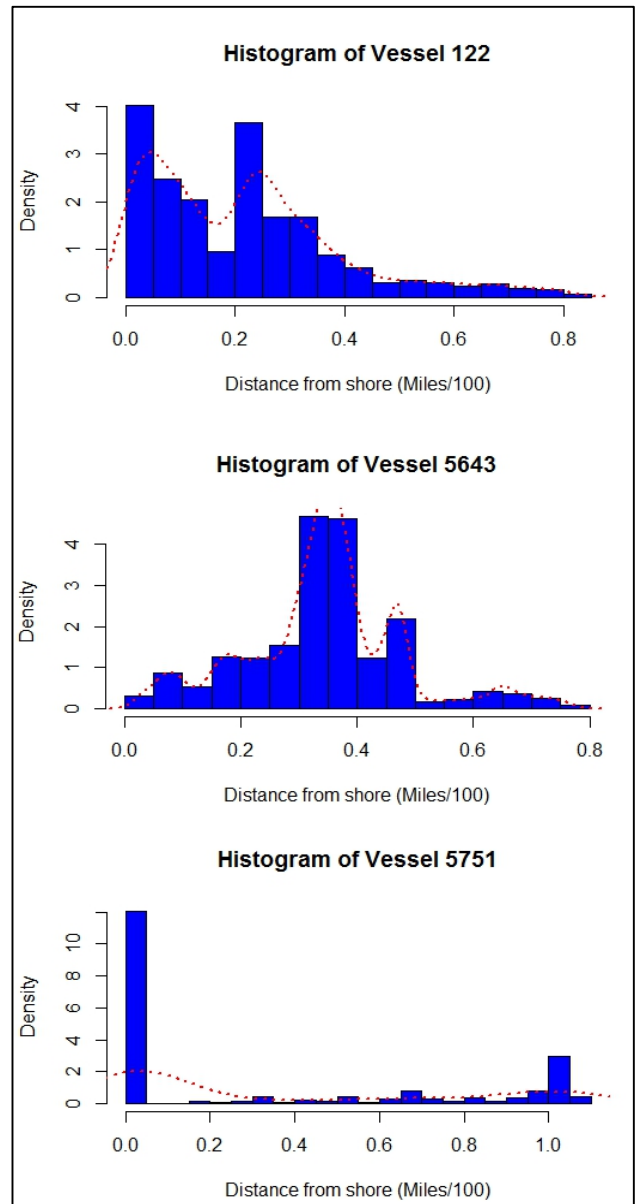 Histogram of Vessel 122
4
3
2
1
0
Density
0.0 0.2 0.4 0.6 0.8
Distance from shore (Miles/100)
Histogram of Vessel 5643
4
3
2
1
0
Density
0.0 0.2 0.4 0.6 0.8
Distance from shore (Miles/100)
Histogram of Vessel 5751
10
8
6
4
2
0
Density
0.0 0.2 0.4 0.6 0.8 1.0
Distance from shore (Miles/100)